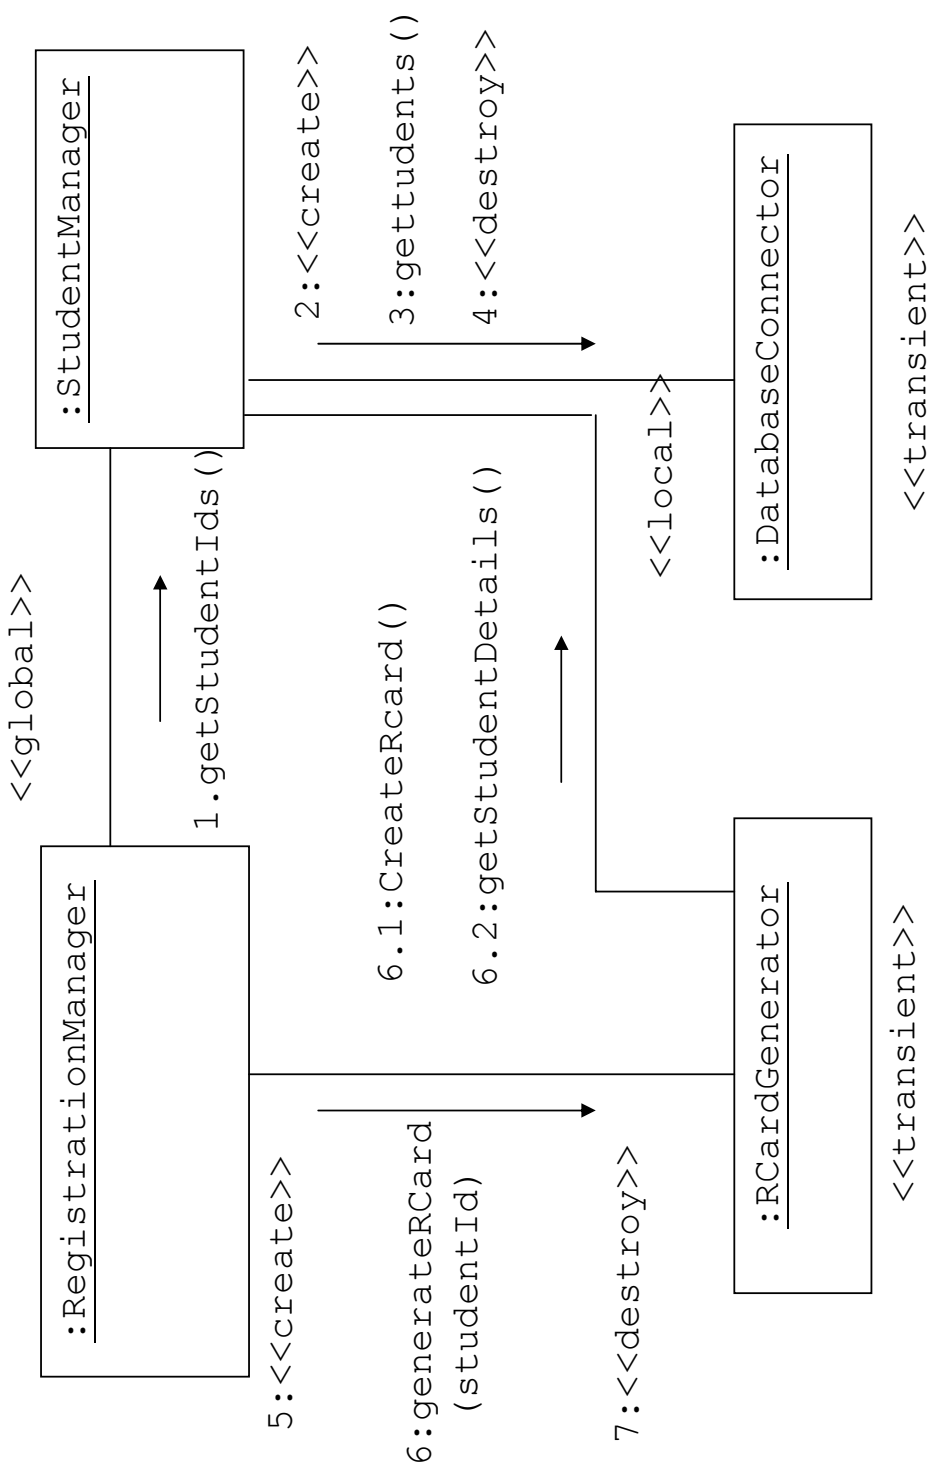 <<global>>
:RegistrationManager
:StudentManager
1.getStudentIds()
5:<<create>>
2:<<create>>
6.1:CreateRcard()
3:gettudents()
6:generateRCard
(studentId)
6.2:getStudentDetails()
4:<<destroy>>
7:<<destroy>>
<<local>>
:RCardGenerator
:DatabaseConnector
<<transient>>
<<transient>>